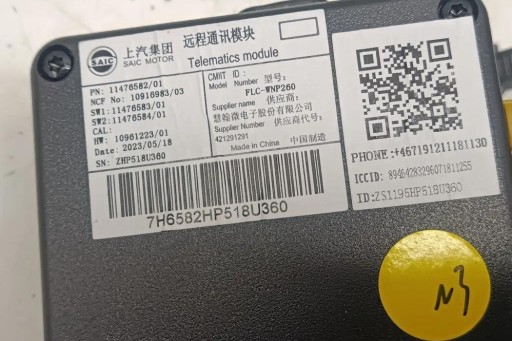 SAIC
上汽集团 远程通讯模块
SAIC MOTOR Telematics module
PN: 11476582/01
NCF No: 10916983/03
SW1: 11476583/01
SW2: 11476584/01
CAL:
HW: 10961223/01
Date: 2023/05/18
SN: ZHP518U360
CMIIT ID:
Model Number 型号:
FLC-WNP260
Supplier name 供应商:
慧翰微电子股份有限公司
Supplier Number 供应商代号:
421291291
Made in China 中国制造
7H6582HP518U360
PHONE:+467191211181130
ICCID: 89464283296071811255
ID:ZS1195HP518U360
N3